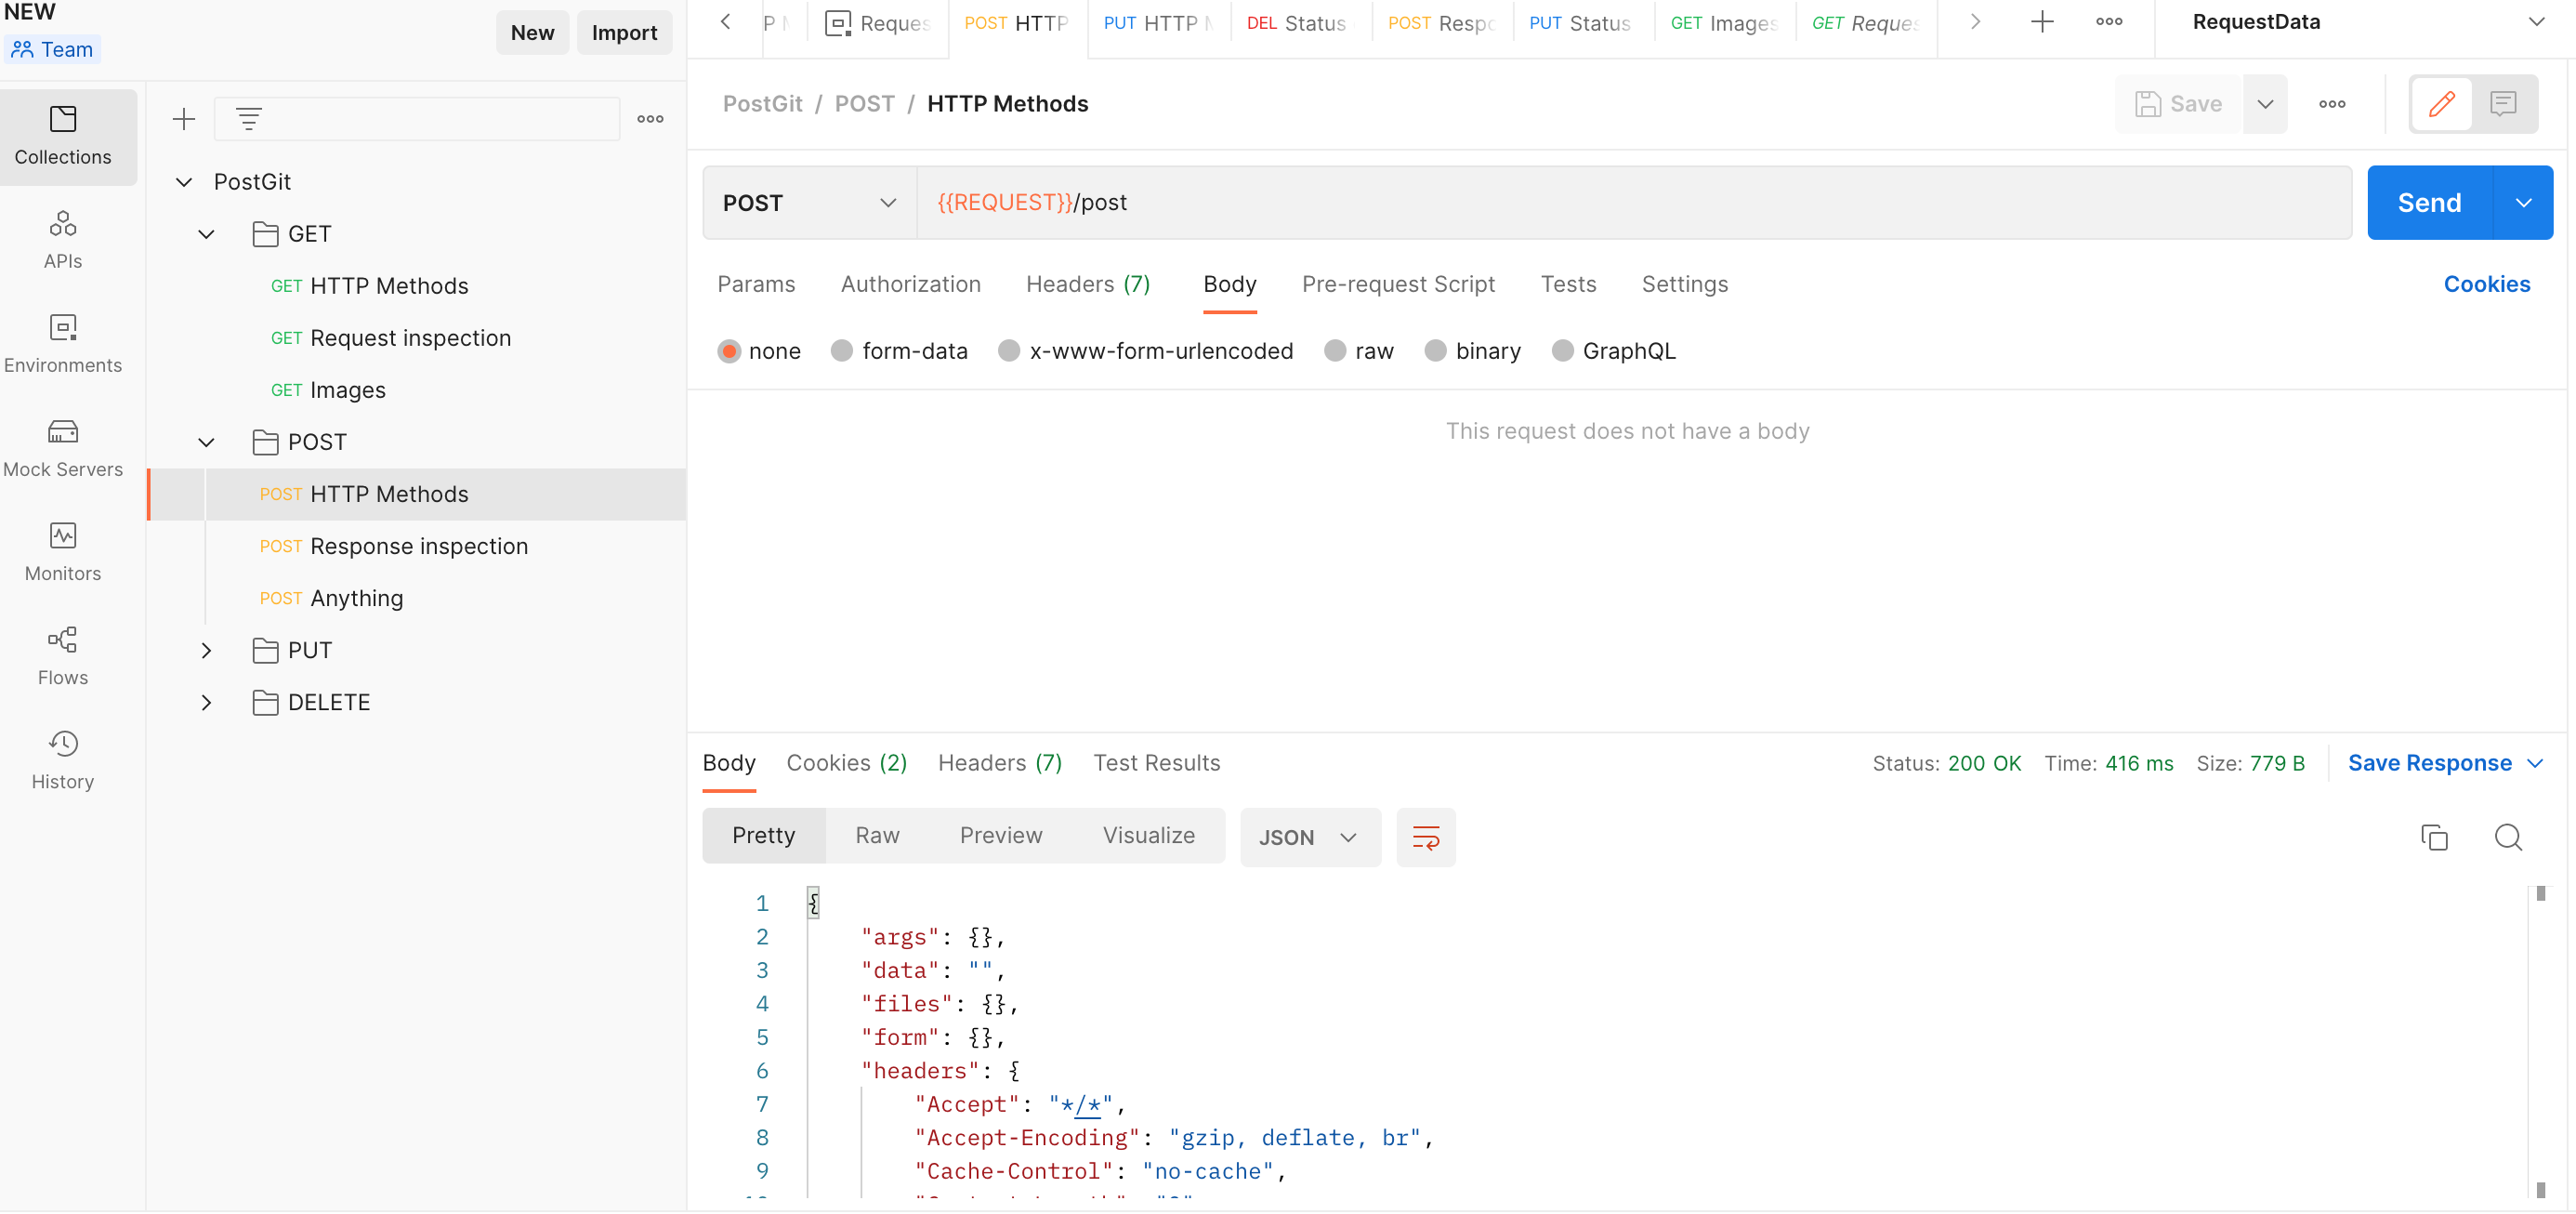 NEW
Team
New
Import
Reques
POST HTTP
PUT HTTP
DEL Status
POST Respo
PUT Status
GET Images
GET Reques
RequestData
Collections
APIs
Environments
Mock Servers
Monitors
Flows
History
PostGit
GET
GET HTTP Methods
GET Request inspection
GET Images
POST
POST HTTP Methods
POST Response inspection
POST Anything
PUT
DELETE
PostGit / POST / HTTP Methods
Save
POST
{{REQUEST}}/post
Send
Params
Authorization
Headers (7)
Body
Pre-request Script
Tests
Settings
Cookies
none
form-data
x-www-form-urlencoded
raw
binary
GraphQL
This request does not have a body
Body
Cookies (2)
Headers (7)
Test Results
Status: 200 OK
Time: 416 ms
Size: 779 B
Save Response
Pretty
Raw
Preview
Visualize
JSON
1 {
2 "args": {},
3 "data": "",
4 "files": {},
5 "form": {},
6 "headers": {
7 "Accept": "*/*",
8 "Accept-Encoding": "gzip, deflate, br",
9 "Cache-Control": "no-cache",